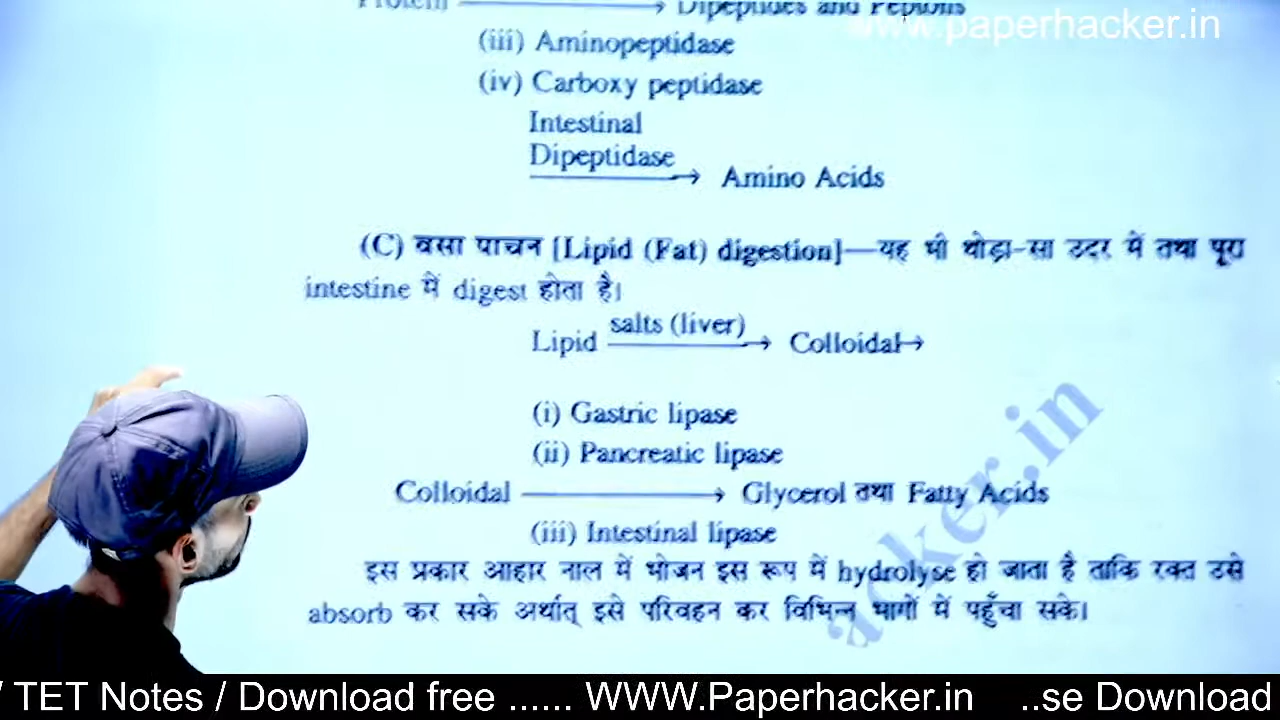 Protein ⟶ Dipeptides and Peptons
www.paperhacker.in
(iii) Aminopeptidase
(iv) Carboxy peptidase
Intestinal
Dipeptidase
⟶ Amino Acids
(C) वसा पाचन [Lipid (Fat) digestion]—यह भी थोड़ा-सा उदर में तथा पूरा
intestine में digest होता है।
salts (liver)
Lipid ⟶ Colloidal→
(i) Gastric lipase
(ii) Pancreatic lipase
Colloidal ⟶ Glycerol तथा Fatty Acids
(iii) Intestinal lipase
इस प्रकार आहार नाल में भोजन इस रूप में hydrolyse हो जाता है ताकि रक्त उसे
absorb कर सके अर्थात् इसे परिवहन कर विभिन्न भागों में पहुँचा सके।
acker.in
/ TET Notes / Download free ...... WWW.Paperhacker.in ..se Download